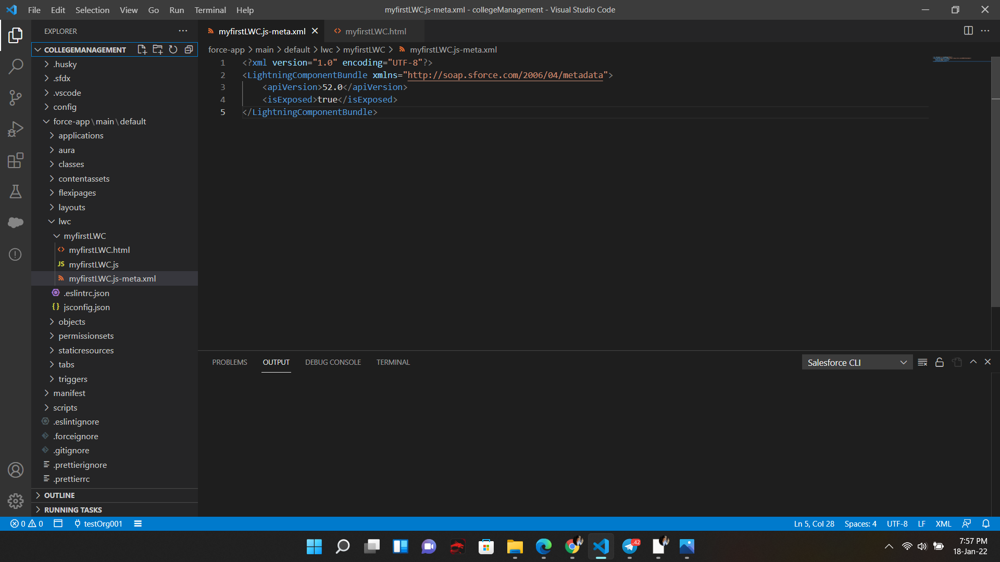 File Edit Selection View Go Run Terminal Help
myfirstLWC.js-meta.xml - collegeManagement - Visual Studio Code
EXPLORER
COLLEGEMANAGEMENT
.husky
.sfdx
.vscode
config
force-app\main\default
applications
aura
classes
contentassets
flexipages
layouts
lwc
myfirstLWC
myfirstLWC.html
JS myfirstLWC.js
myfirstLWC.js-meta.xml
.eslintrc.json
{} jsconfig.json
objects
permissionsets
staticresources
tabs
triggers
manifest
scripts
.eslintignore
.forceignore
.gitignore
.prettierignore
.prettierrc
OUTLINE
RUNNING TASKS
myfirstLWC.js-meta.xml
myfirstLWC.html
force-app > main > default > lwc > myfirstLWC > myfirstLWC.js-meta.xml
1 <?xml version="1.0" encoding="UTF-8"?>
2 <LightningComponentBundle xmlns="http://soap.sforce.com/2006/04/metadata">
3 <apiVersion>52.0</apiVersion>
4 <isExposed>true</isExposed>
5 </LightningComponentBundle>
PROBLEMS OUTPUT DEBUG CONSOLE TERMINAL
Salesforce CLI
0 0 testOrg001
Ln 5, Col 28 Spaces: 4 UTF-8 LF XML
42
7:57 PM
18-Jan-22